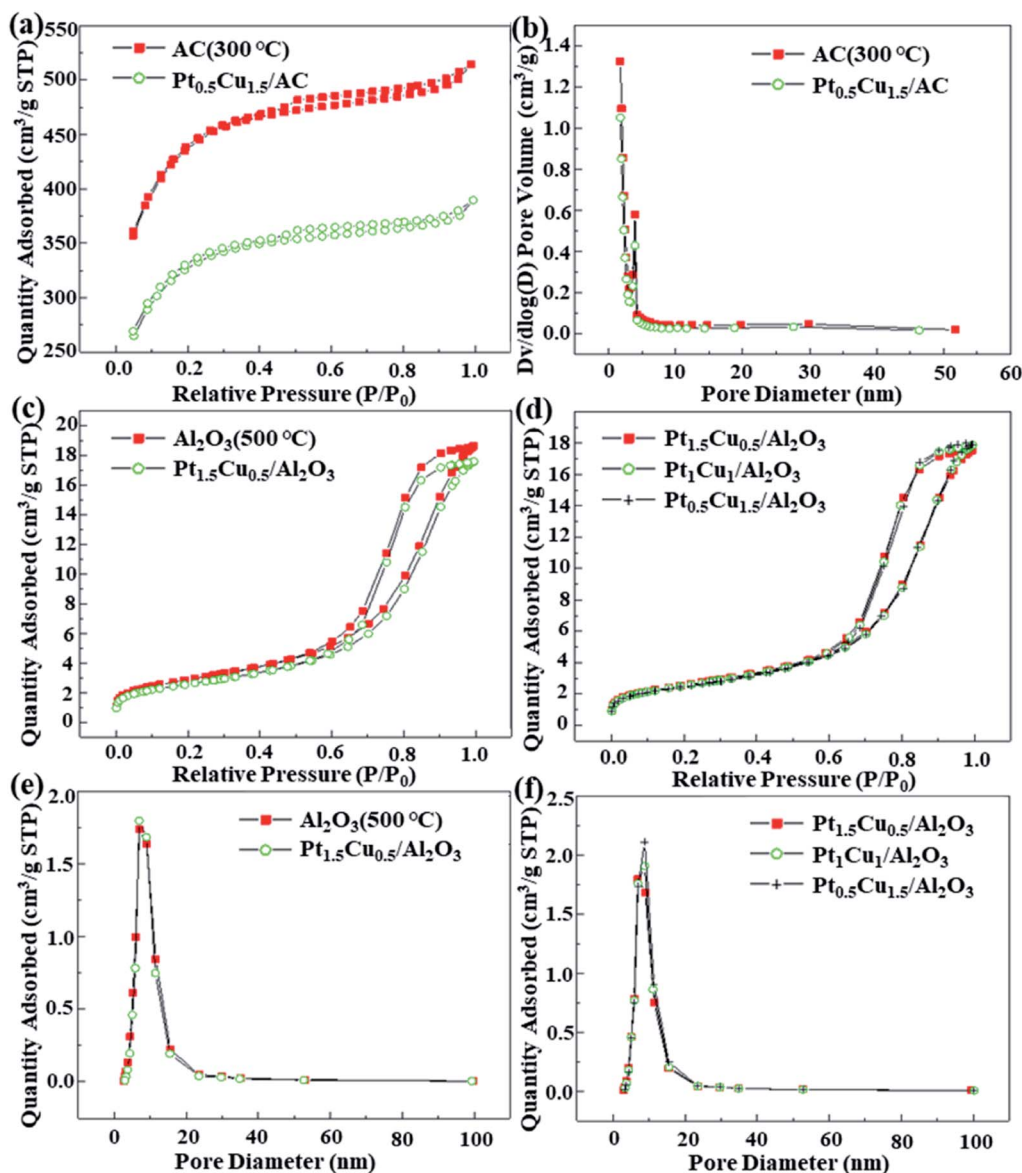 (a)
550
500
450
400
350
300
250
Quantity Adsorbed (cm³/g STP)
AC(300 °C)
Pt₀.₅Cu₁.₅/AC
0.0 0.2 0.4 0.6 0.8 1.0
Relative Pressure (P/P₀)
(b)
1.4
1.2
1.0
0.8
0.6
0.4
0.2
0.0
Dv/dlog(D) Pore Volume (cm³/g)
AC(300 °C)
Pt₀.₅Cu₁.₅/AC
0 10 20 30 40 50 60
Pore Diameter (nm)
(c)
20
18
16
14
12
10
8
6
4
2
0
Quantity Adsorbed (cm³/g STP)
Al₂O₃(500 °C)
Pt₁.₅Cu₀.₅/Al₂O₃
0.0 0.2 0.4 0.6 0.8 1.0
Relative Pressure (P/P₀)
(d)
20
18
16
14
12
10
8
6
4
2
0
Quantity Adsorbed (cm³/g STP)
Pt₁.₅Cu₀.₅/Al₂O₃
Pt₁Cu₁/Al₂O₃
Pt₀.₅Cu₁.₅/Al₂O₃
0.0 0.2 0.4 0.6 0.8 1.0
Relative Pressure (P/P₀)
(e)
2.0
1.5
1.0
0.5
0.0
Quantity Adsorbed (cm³/g STP)
Al₂O₃(500 °C)
Pt₁.₅Cu₀.₅/Al₂O₃
0 20 40 60 80 100
Pore Diameter (nm)
(f)
2.5
2.0
1.5
1.0
0.5
0.0
Quantity Adsorbed (cm³/g STP)
Pt₁.₅Cu₀.₅/Al₂O₃
Pt₁Cu₁/Al₂O₃
Pt₀.₅Cu₁.₅/Al₂O₃
0 20 40 60 80 100
Pore Diameter (nm)